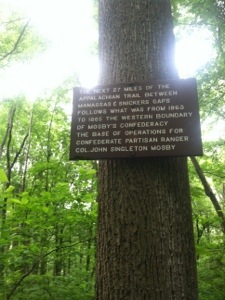 THE NEXT 27 MILES OF THE
APPALACHIAN TRAIL BETWEEN
MANASSAS & SNICKERS GAPS
FOLLOWS WHAT WAS FROM 1863
TO 1865 THE WESTERN BOUNDARY
OF MOSBY'S CONFEDERACY
THE BASE OF OPERATIONS FOR
CONFEDERATE PARTISAN RANGER
COL JOHN SINGLETON MOSBY